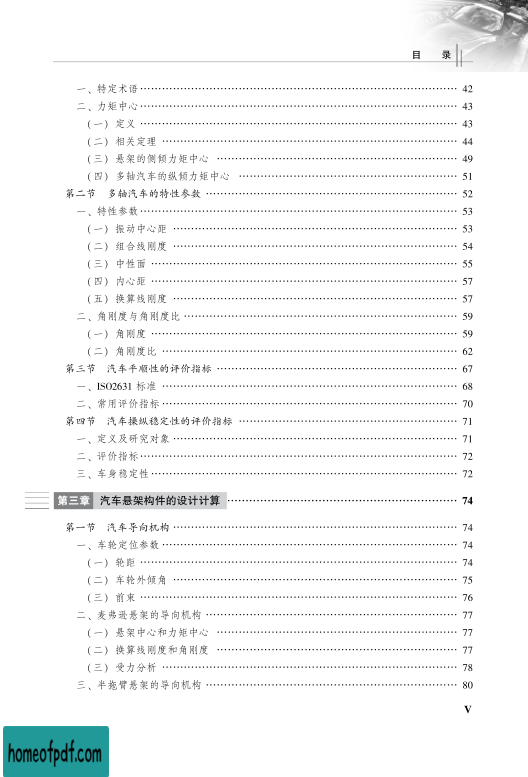 目 录
一、特定术语 42
二、力矩中心 43
(一) 定义 43
(二) 相关定理 44
(三) 悬架的侧倾力矩中心 49
(四) 多轴汽车的纵倾力矩中心 51
第二节 多轴汽车的特性参数 52
一、特性参数 53
(一) 振动中心距 53
(二) 组合线刚度 54
(三) 中性面 55
(四) 内心距 57
(五) 换算线刚度 57
二、角刚度与角刚度比 59
(一) 角刚度 59
(二) 角刚度比 62
第三节 汽车平顺性的评价指标 67
一、ISO2631 标准 68
二、常用评价指标 70
第四节 汽车操纵稳定性的评价指标 71
一、定义及研究对象 71
二、评价指标 72
三、车身稳定性 72
第三章 汽车悬架构件的设计计算 74
第一节 汽车导向机构 74
一、车轮定位参数 74
(一) 轮距 74
(二) 车轮外倾角 75
(三) 前束 76
二、麦弗逊悬架的导向机构 77
(一) 悬架中心和力矩中心 77
(二) 换算线刚度和角刚度 77
(三) 受力分析 78
三、半拖臂悬架的导向机构 80
V
homeofpdf.com